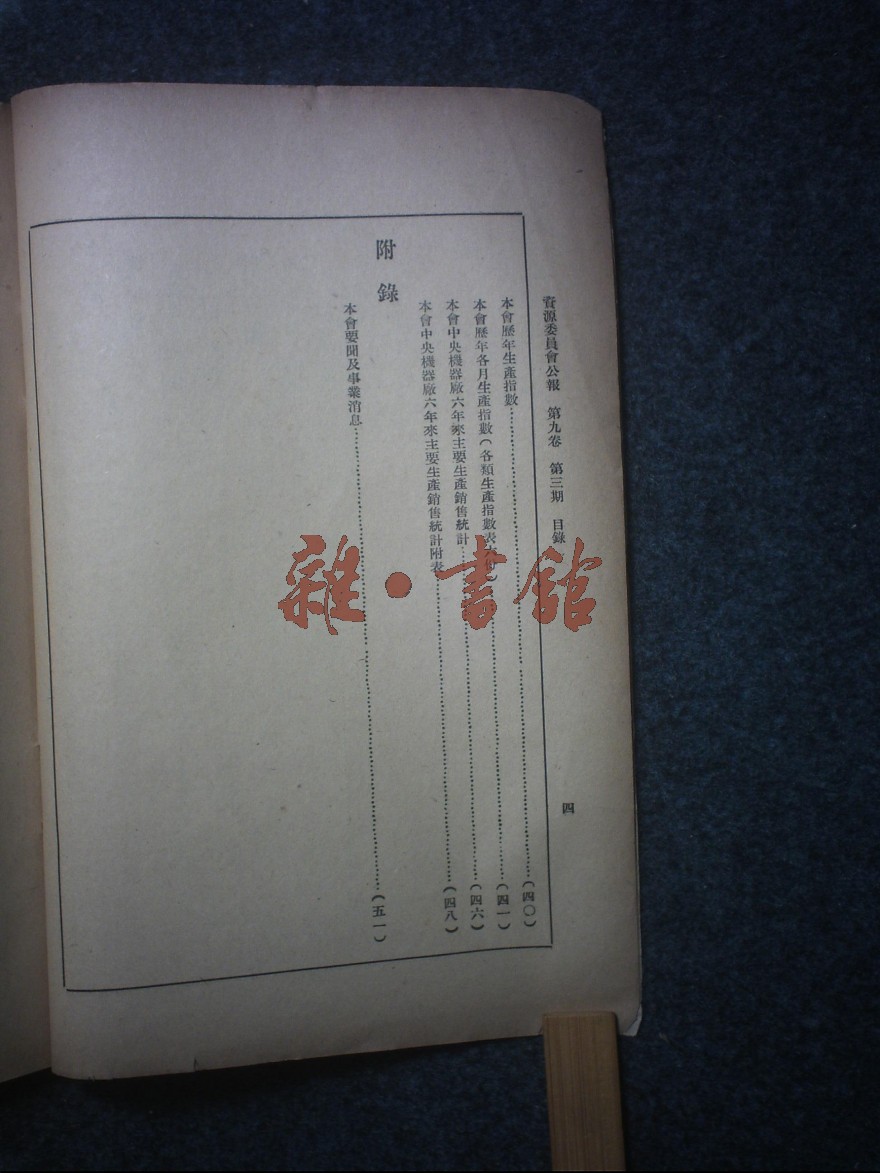 資源委員會公報　第九卷　第三期　目錄
四
本會歷年生產指數……（四〇）
本會歷年各月生產指數（各類生產指數表……（四一）
本會中央機器廠六年來主要生產銷售統計……（四六）
本會中央機器廠六年來主要生產銷售統計附表……（四八）
附錄
本會要聞及事業消息……（五一）
雜·書館